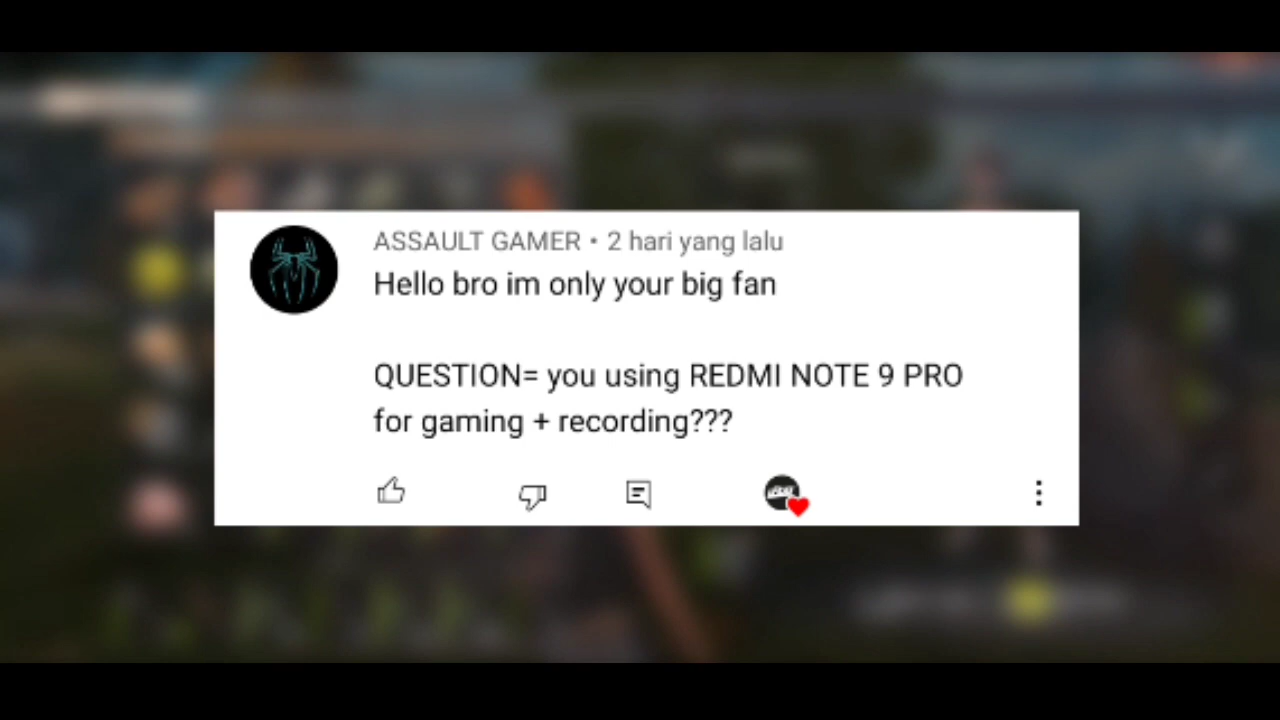 ASSAULT GAMER • 2 hari yang lalu
Hello bro im only your big fan
QUESTION= you using REDMI NOTE 9 PRO
for gaming + recording???